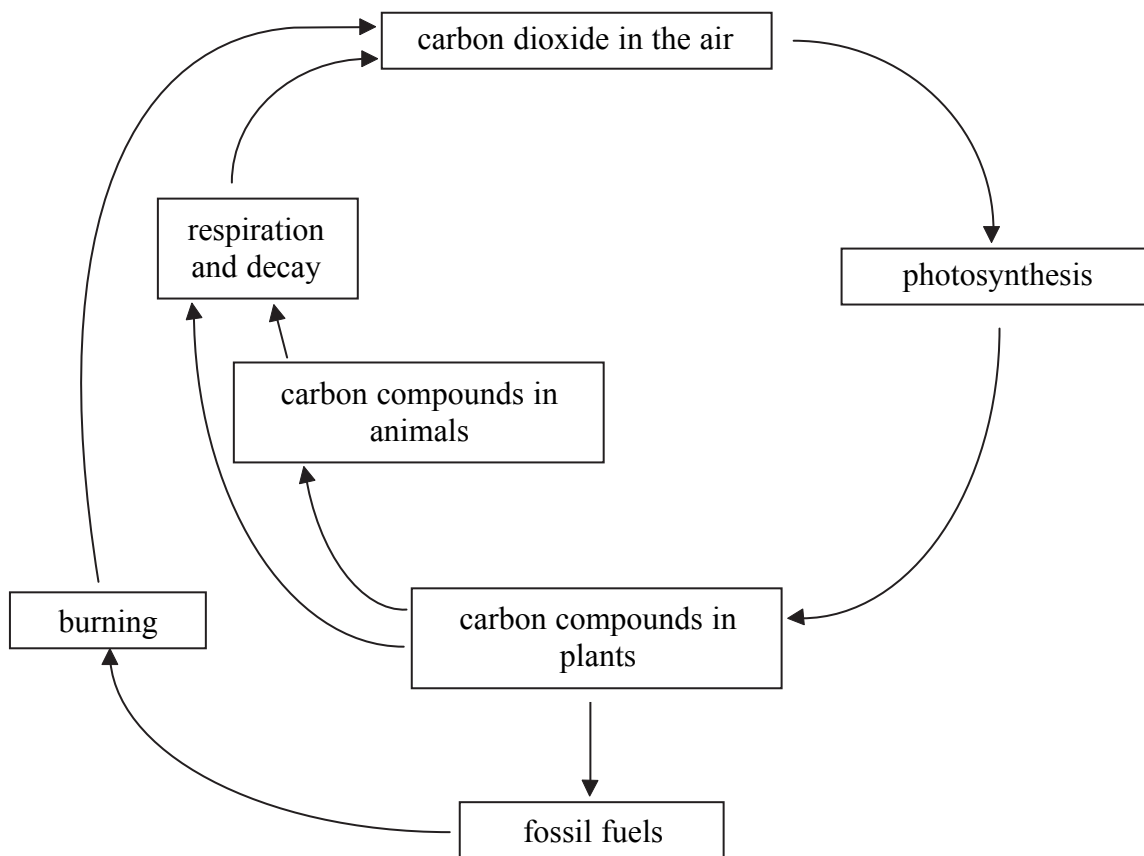 carbon dioxide in the air
respiration
and decay
photosynthesis
carbon compounds in
animals
burning
carbon compounds in
plants
fossil fuels